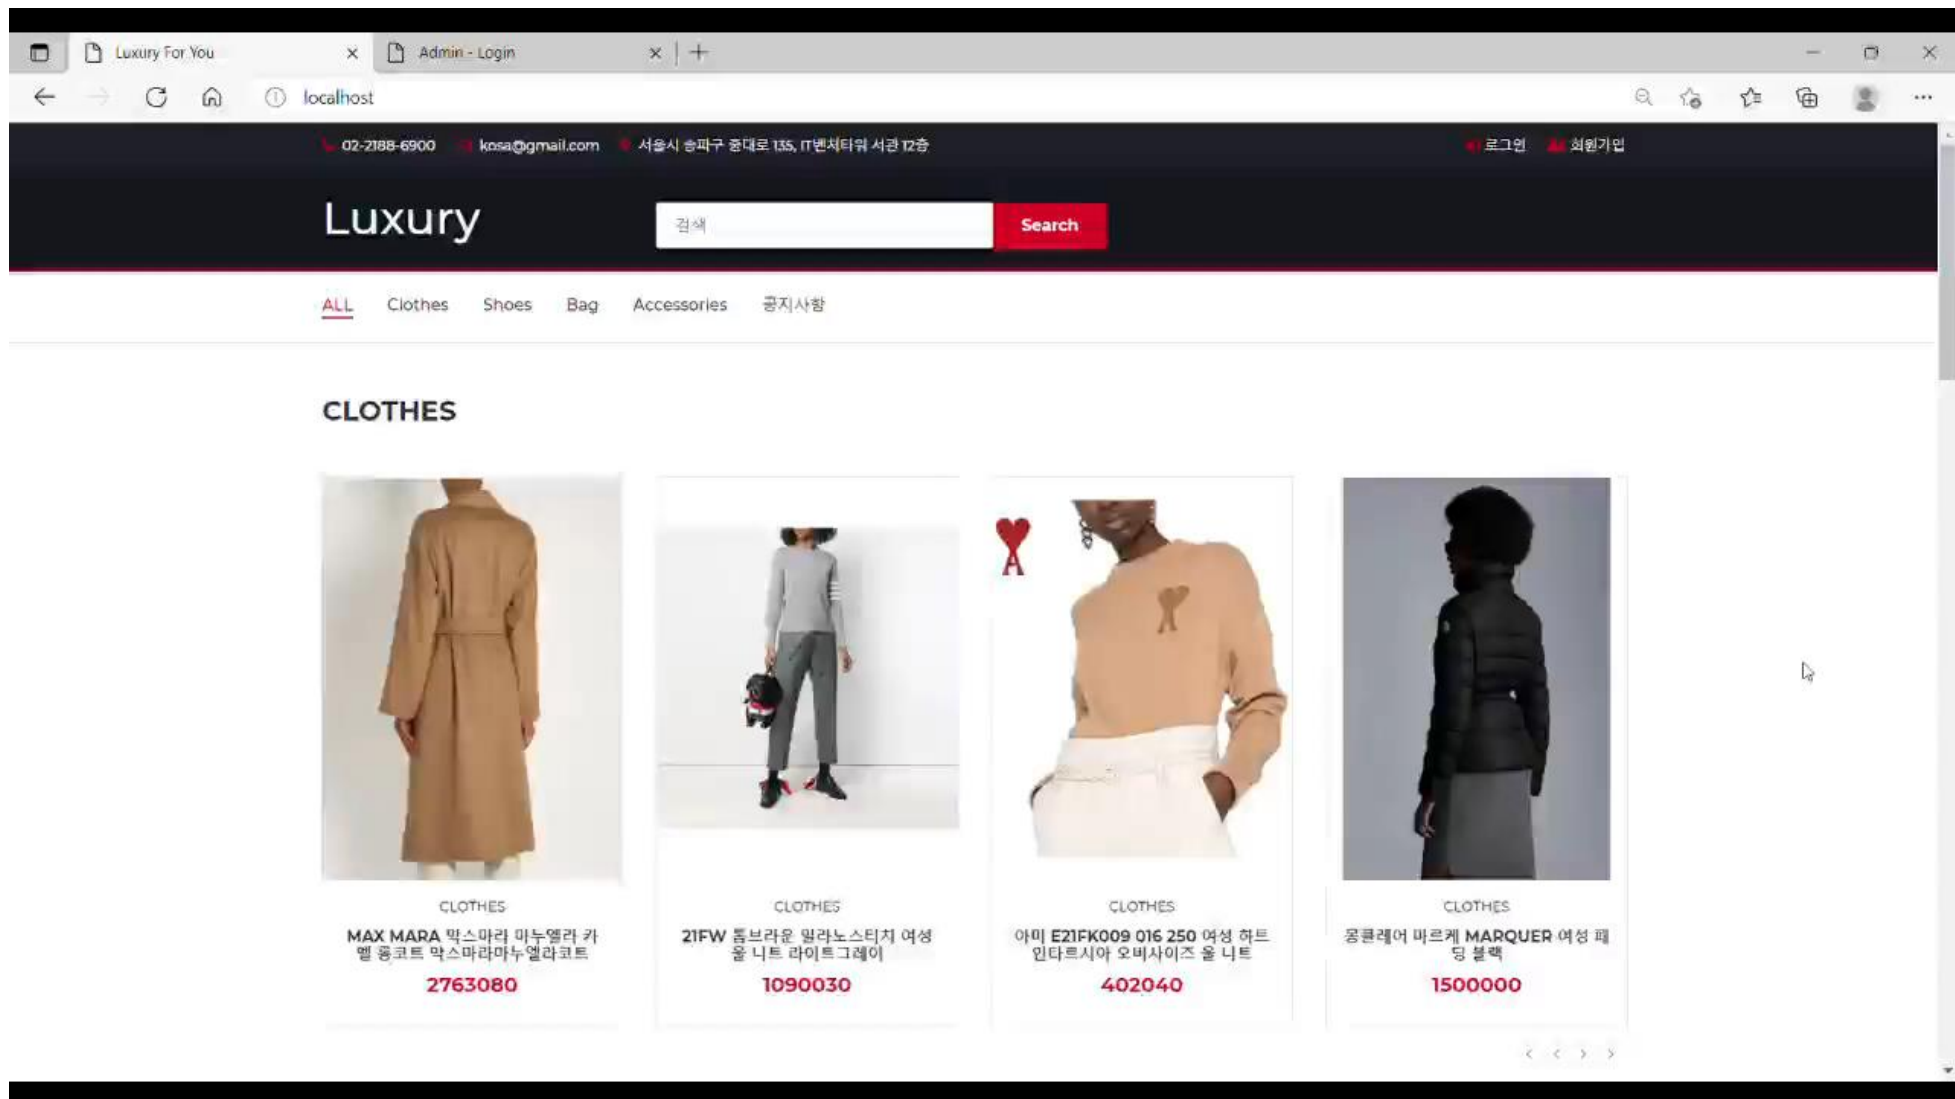 Luxury For You
Admin - Login
localhost
02-2188-6900 kosa@gmail.com 서울시 송파구 중대로 135, IT벤처타워 서관 12층 로그인 회원가입
Luxury 검색 Search
ALL Clothes Shoes Bag Accessories 공지사항
CLOTHES
A
CLOTHES CLOTHES CLOTHES CLOTHES
MAX MARA 막스마라 마누엘라 카
멜 롱코트 막스마라마누엘라코트
2763080
21FW 톰브라운 밀라노스티치 여성
울 니트 라이트그레이
1090030
아미 E21FK009 016 250 여성 하트
인타르시아 오버사이즈 울 니트
402040
몽클레어 마르케 MARQUER 여성 패
딩 블랙
1500000